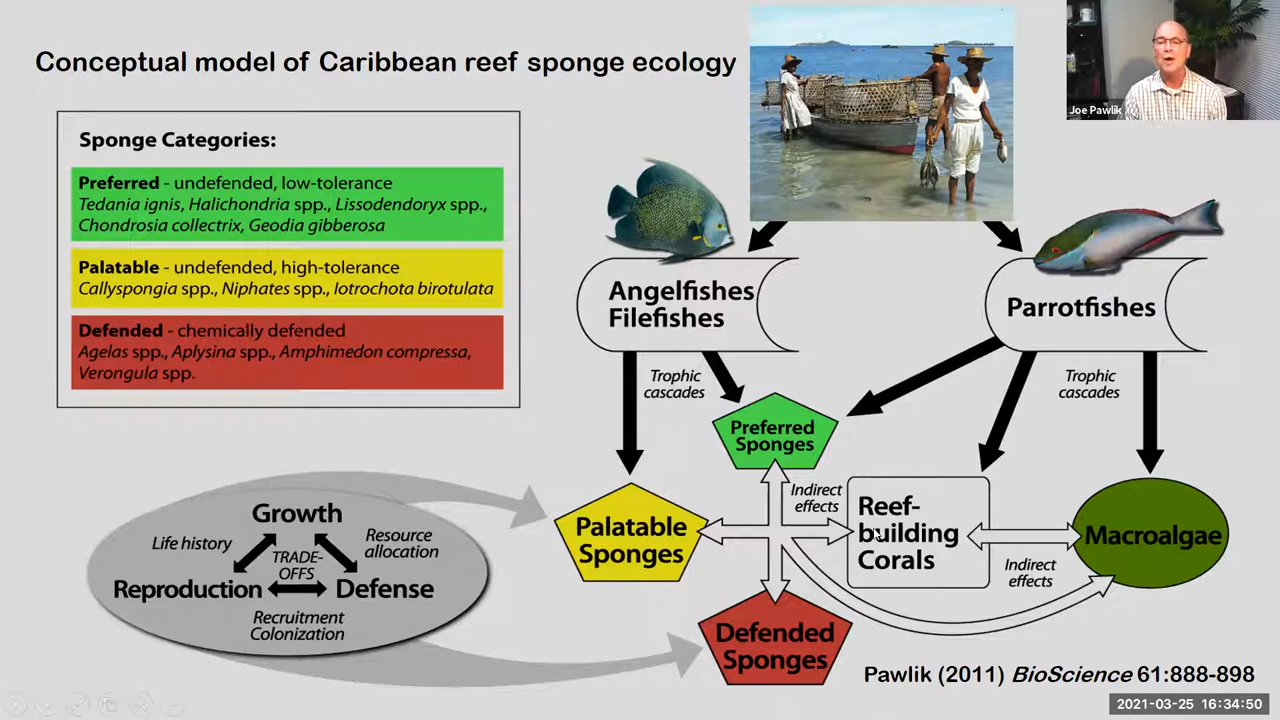 Conceptual model of Caribbean reef sponge ecology
Joe Pawlik
Sponge Categories:
Preferred - undefended, low-tolerance
Tedania ignis, Halichondria spp., Lissodendoryx spp.,
Chondrosia collectrix, Geodia gibberosa
Palatable - undefended, high-tolerance
Callyspongia spp., Niphates spp., Iotrochota birotulata
Defended - chemically defended
Agelas spp., Aplysina spp., Amphimedon compressa,
Verongula spp.
Angelfishes
Filefishes
Parrotfishes
Trophic
cascades
Trophic
cascades
Preferred
Sponges
Indirect
effects
Palatable
Sponges
Reef-
building
Corals
Macroalgae
Indirect
effects
Defended
Sponges
Growth
Life history
Resource
allocation
TRADE-
OFFS
Reproduction
Defense
Recruitment
Colonization
Pawlik (2011) BioScience 61:888-898
2021-03-25 16:34:50